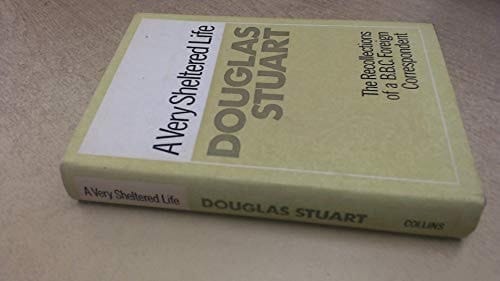 A Very Sheltered Life
DOUGLAS
STUART
The Recollections
of a B.B.C. Foreign
Correspondent
A Very Sheltered Life
DOUGLAS STUART
COLLINS